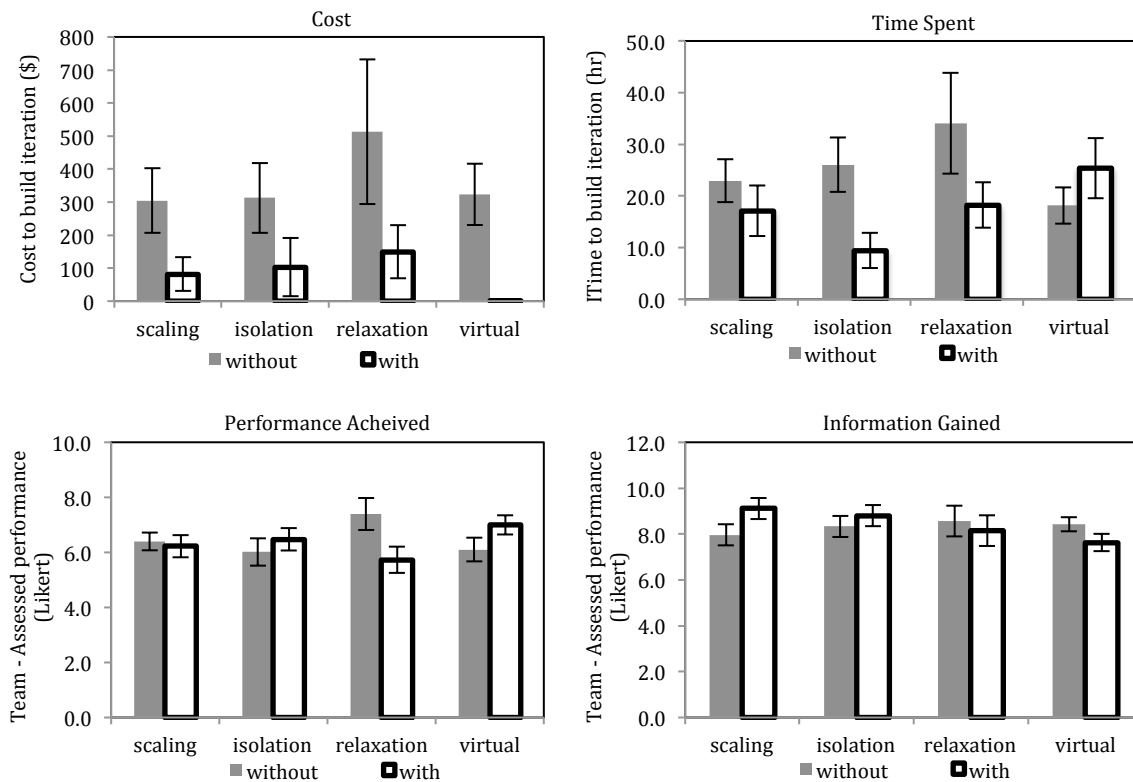 Cost
Cost to build iteration ($)
800
700
600
500
400
300
200
100
0
scaling isolation relaxation virtual
without with
Time Spent
ITime to build iteration (hr)
50.0
40.0
30.0
20.0
10.0
0.0
scaling isolation relaxation virtual
without with
Performance Acheived
Team - Assessed performance
(Likert)
10.0
8.0
6.0
4.0
2.0
0.0
scaling isolation relaxation virtual
without with
Information Gained
Team - Assessed performance
(Likert)
12.0
10.0
8.0
6.0
4.0
2.0
0.0
scaling isolation relaxation virtual
without with